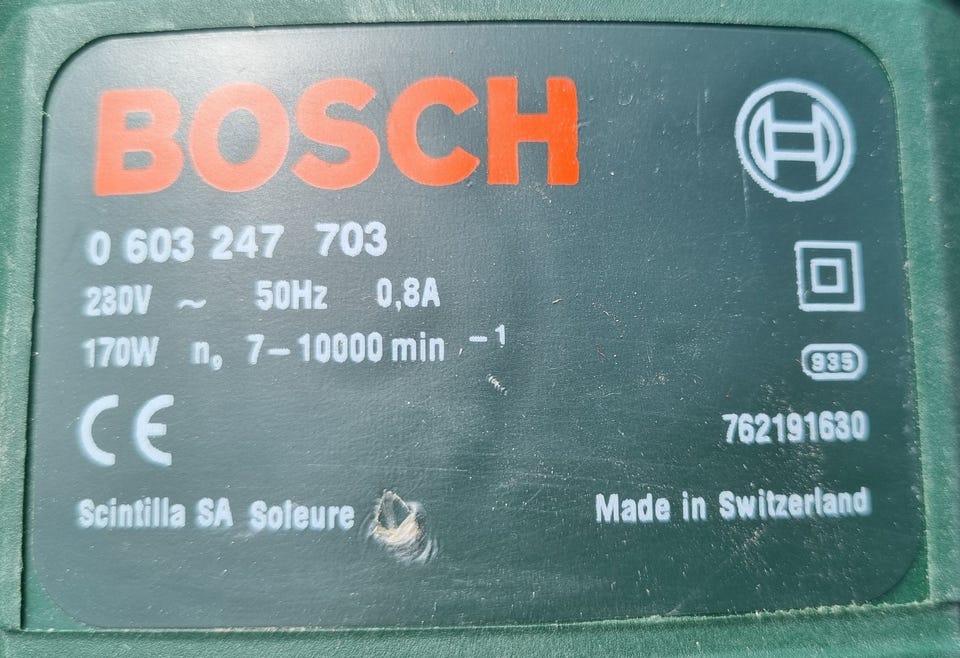 BOSCH
0 603 247 703
230V ~ 50Hz 0,8A
170W n₀ 7-10000 min ⁻¹
935
CE
762191630
Scintilla SA Soleure
Made in Switzerland